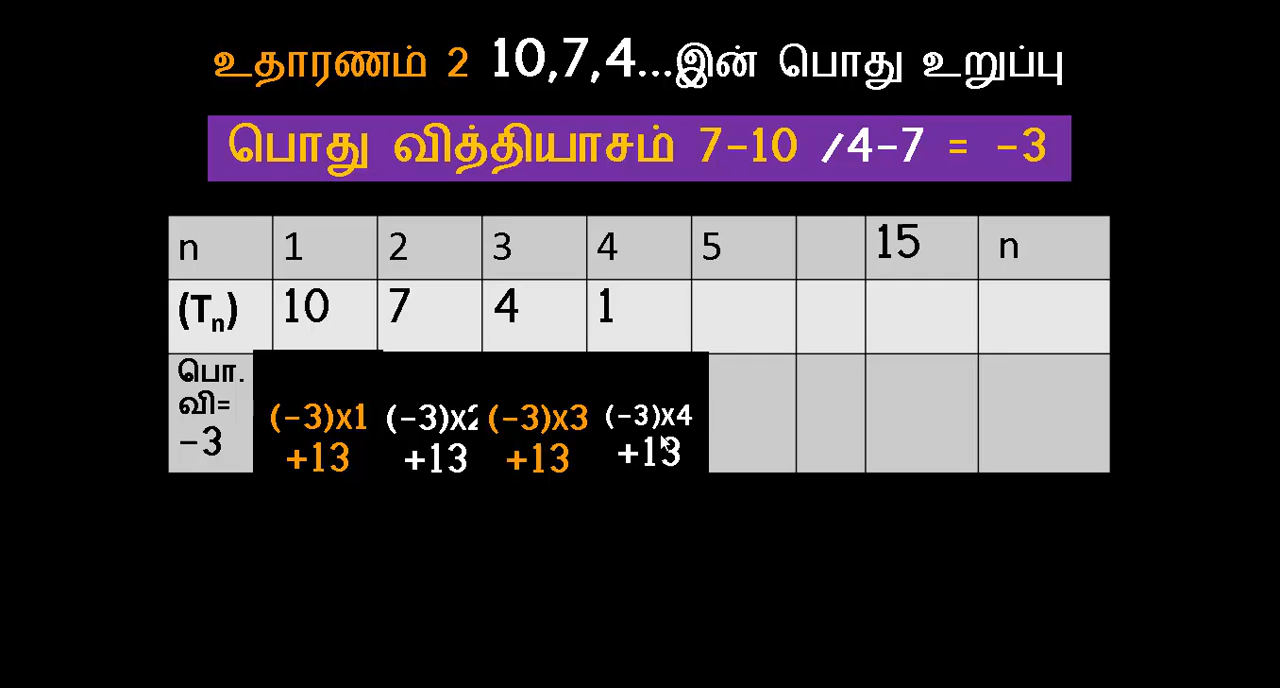 உதாரணம் 2 10,7,4...இன் பொது உறுப்பு
பொது வித்தியாசம் 7-10 /4-7 = -3
n 1 2 3 4 5 15 n
(Tn) 10 7 4 1
பொ.
வி=
-3
(-3)x1 (-3)x2 (-3)x3 (-3)x4
+13 +13 +13 +13